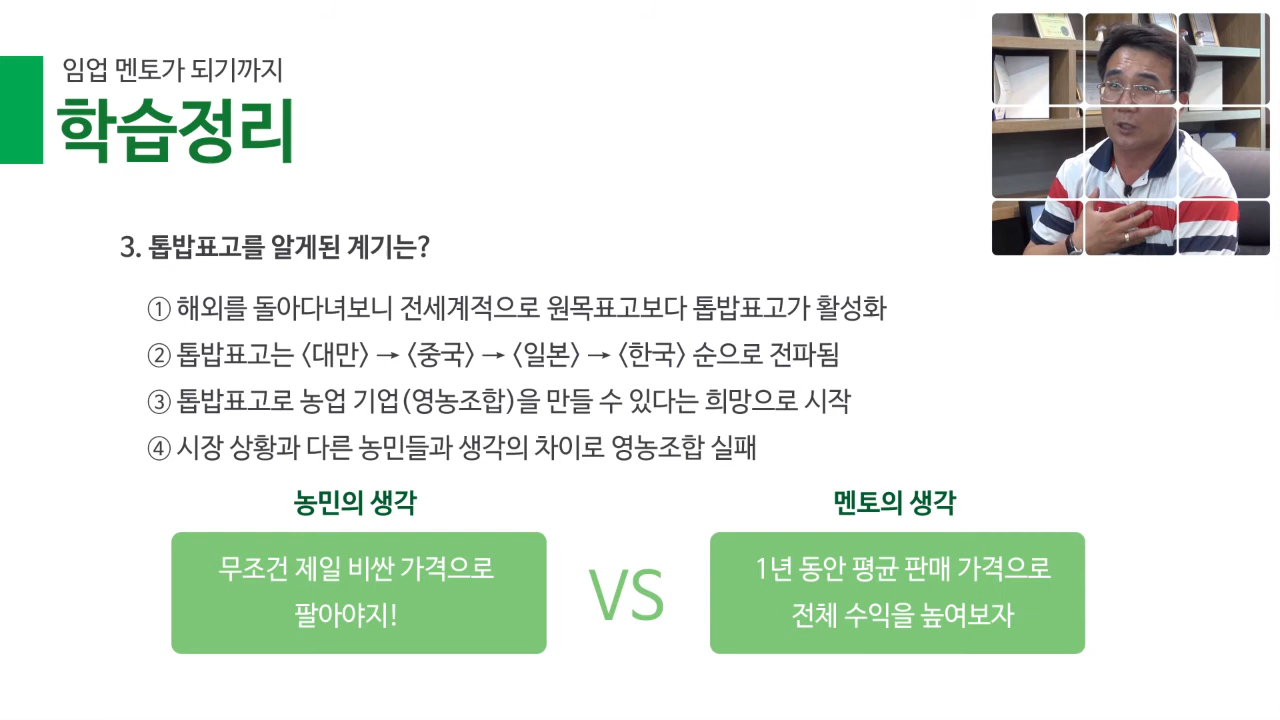 임업 멘토가 되기까지
학습정리
3. 톱밥표고를 알게된 계기는?
① 해외를 돌아다녀보니 전세계적으로 원목표고보다 톱밥표고가 활성화
② 톱밥표고는 〈대만〉 → 〈중국〉 → 〈일본〉 → 〈한국〉 순으로 전파됨
③ 톱밥표고로 농업 기업(영농조합)을 만들 수 있다는 희망으로 시작
④ 시장 상황과 다른 농민들과 생각의 차이로 영농조합 실패
농민의 생각
무조건 제일 비싼 가격으로
팔아야지!
VS
멘토의 생각
1년 동안 평균 판매 가격으로
전체 수익을 높여보자